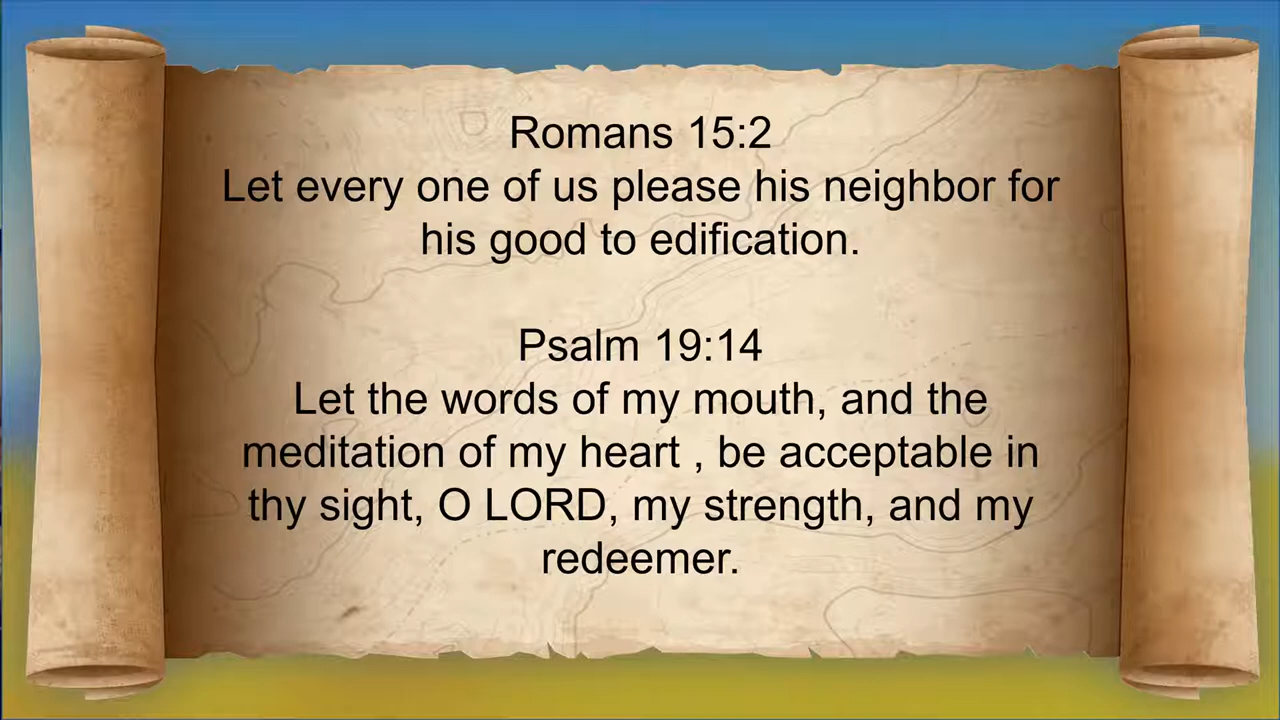 Romans 15:2
Let every one of us please his neighbor for
his good to edification.
Psalm 19:14
Let the words of my mouth, and the
meditation of my heart , be acceptable in
thy sight, O LORD, my strength, and my
redeemer.